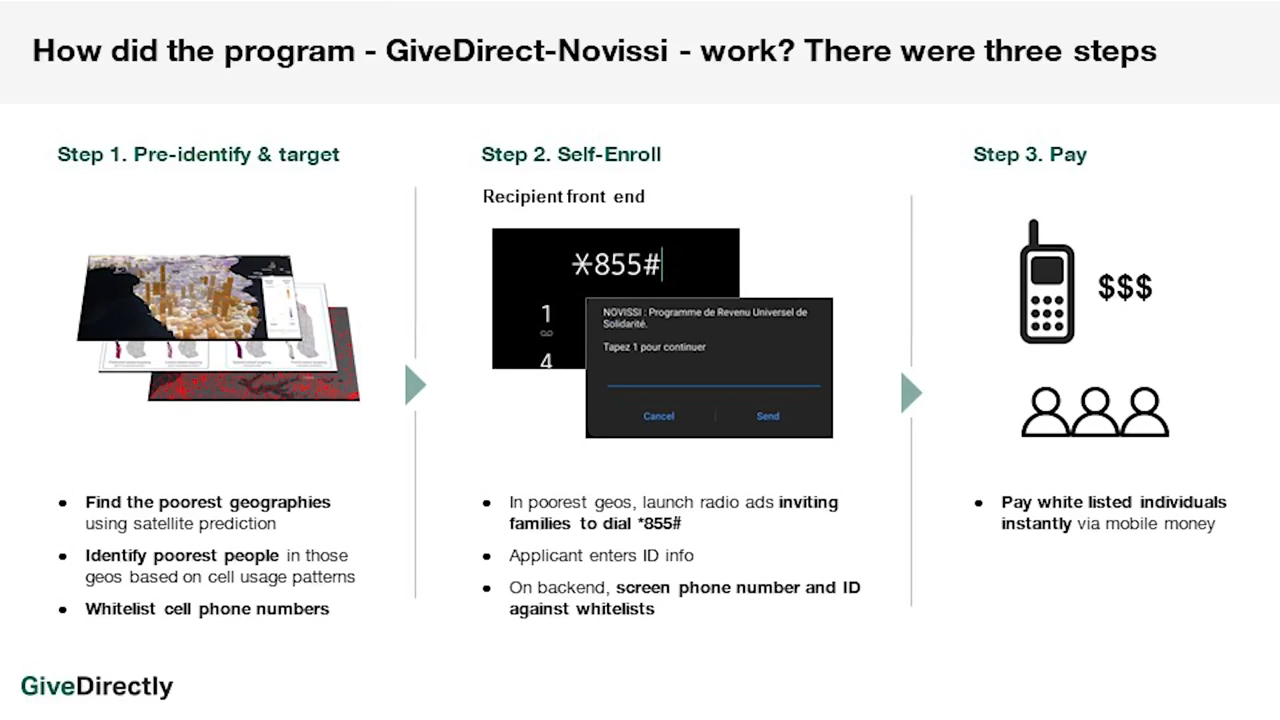 How did the program - GiveDirect-Novissi - work? There were three steps
Step 1. Pre-identify & target
Find the poorest geographies
using satellite prediction
Identify poorest people in those
geos based on cell usage patterns
Whitelist cell phone numbers
Step 2. Self-Enroll
Recipient front end
*855#
1
4
NOVISSI : Programme de Revenu Universel de
Solidarité.
Tapez 1 pour continuer
Cancel
Send
In poorest geos, launch radio ads inviting
families to dial *855#
Applicant enters ID info
On backend, screen phone number and ID
against whitelists
Step 3. Pay
$$$
Pay white listed individuals
instantly via mobile money
GiveDirectly